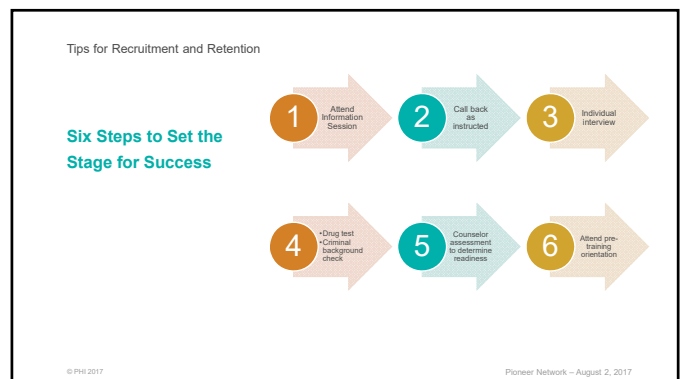 Tips for Recruitment and Retention
Six Steps to Set the
Stage for Success
1
Attend
Information
Session
2
Call back
as
instructed
3
Individual
interview
4
•Drug test
•Criminal
background
check
5
Counselor
assessment
to determine
readiness
6
Attend pre-
training
orientation
© PHI 2017
Pioneer Network – August 2, 2017